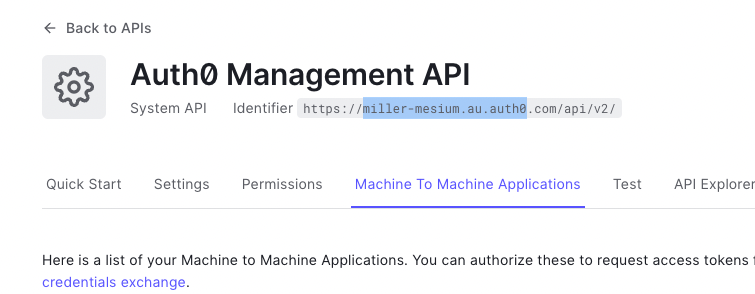 ← Back to APIs
Auth0 Management API
System API Identifier https://miller-mesium.au.auth0.com/api/v2/
Quick Start Settings Permissions Machine To Machine Applications Test API Explorer
Here is a list of your Machine to Machine Applications. You can authorize these to request access tokens
credentials exchange.